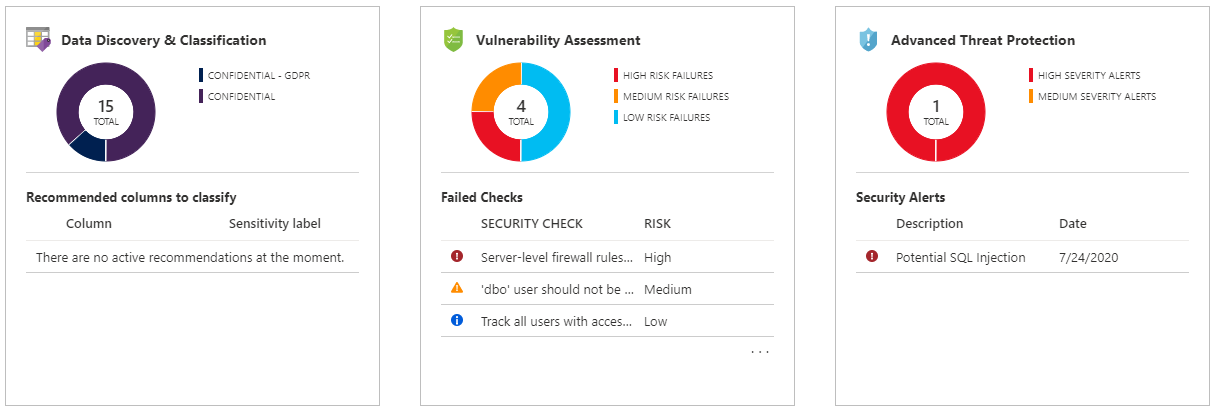 Data Discovery & Classification
15
TOTAL
CONFIDENTIAL - GDPR
CONFIDENTIAL
Recommended columns to classify
Column Sensitivity label
There are no active recommendations at the moment.
Vulnerability Assessment
4
TOTAL
HIGH RISK FAILURES
MEDIUM RISK FAILURES
LOW RISK FAILURES
Failed Checks
SECURITY CHECK RISK
Server-level firewall rules... High
'dbo' user should not be ... Medium
Track all users with acces... Low
...
Advanced Threat Protection
1
TOTAL
HIGH SEVERITY ALERTS
MEDIUM SEVERITY ALERTS
Security Alerts
Description Date
Potential SQL Injection 7/24/2020